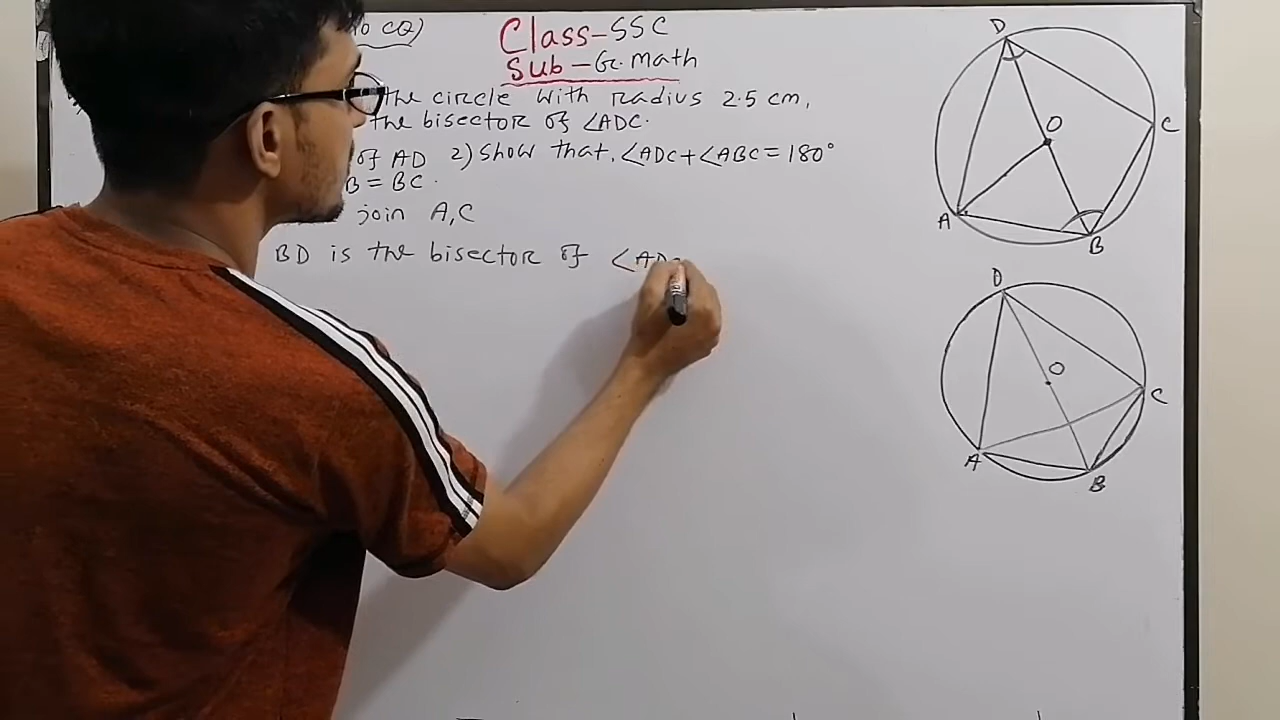 CQ)
Class-SSC
Sub-G.Math
the circle with radius 2.5 cm,
the bisector of ∠ADC.
of AD 2) show that, ∠ADC+∠ABC=180°
B = BC.
join A,C
BD is the bisector of ∠AD
D
O
C
A
B
D
O
C
A
B